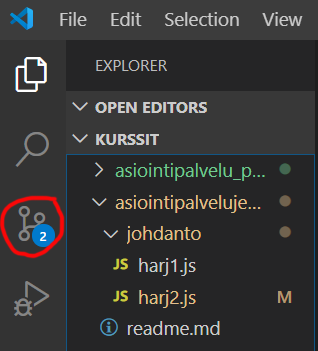 File Edit Selection View
EXPLORER
OPEN EDITORS
KURSSIT
asiointipalvelu_p...
asiointipalveluje...
2
johdanto
JS harj1.js
JS harj2.js M
readme.md